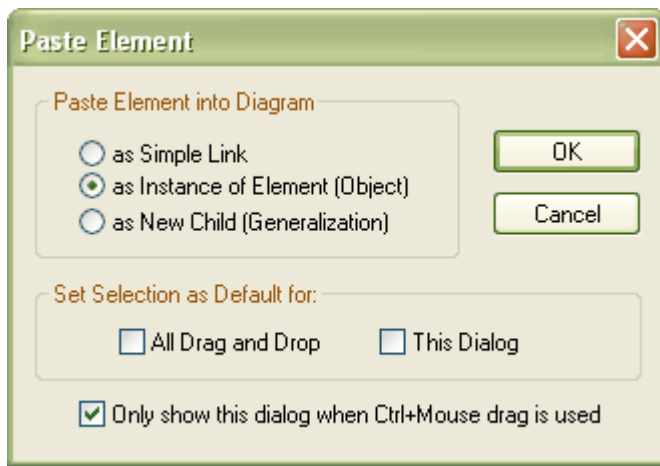 Paste Element
Paste Element into Diagram
as Simple Link
as Instance of Element (Object)
as New Child (Generalization)
OK
Cancel
Set Selection as Default for:
All Drag and Drop
This Dialog
Only show this dialog when Ctrl+Mouse drag is used